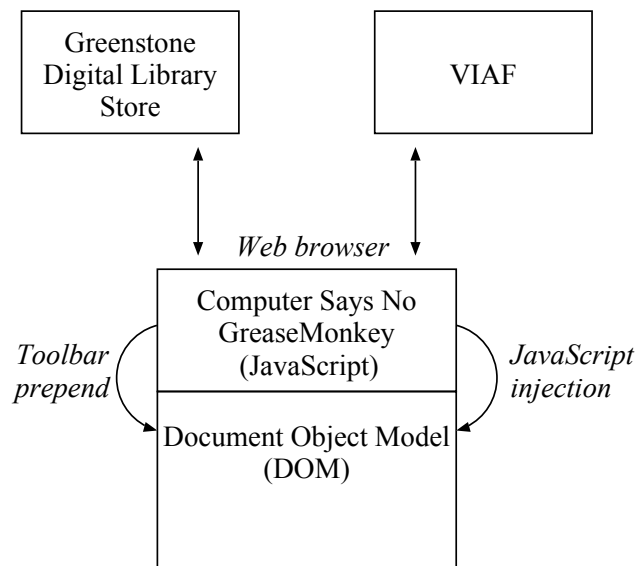 Greenstone
Digital Library
Store
VIAF
Web browser
Computer Says No
GreaseMonkey
(JavaScript)
Toolbar
prepend
JavaScript
injection
Document Object Model
(DOM)